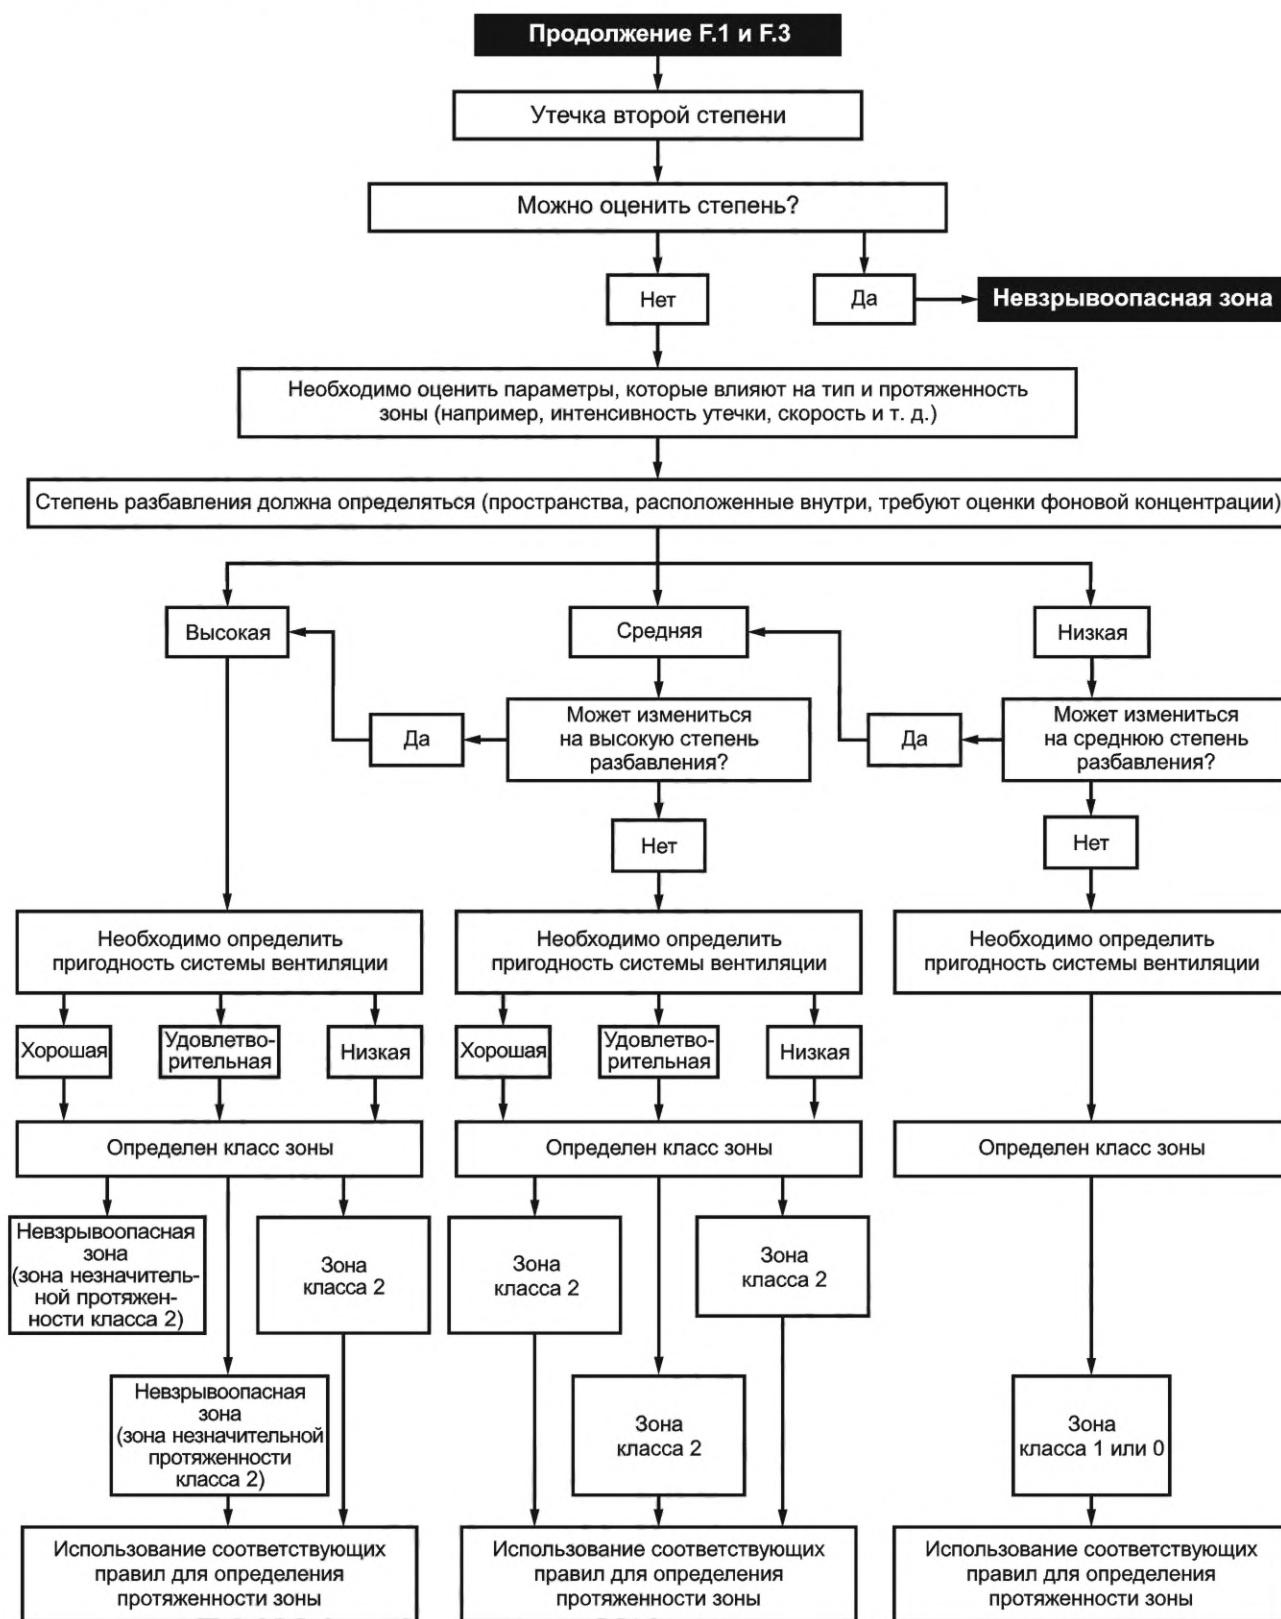 Продолжение F.1 и F.3
Утечка второй степени
Можно оценить степень?
Нет
Да
Невзрывоопасная зона
Необходимо оценить параметры, которые влияют на тип и протяженность
зоны (например, интенсивность утечки, скорость и т. д.)
Степень разбавления должна определяться (пространства, расположенные внутри, требуют оценки фоновой концентрации)
Высокая
Средняя
Низкая
Да
Может измениться
на высокую степень
разбавления?
Да
Может измениться
на среднюю степень
разбавления?
Нет
Нет
Необходимо определить
пригодность системы вентиляции
Необходимо определить
пригодность системы вентиляции
Необходимо определить
пригодность системы вентиляции
Хорошая
Удовлетво-
рительная
Низкая
Хорошая
Удовлетво-
рительная
Низкая
Определен класс зоны
Определен класс зоны
Определен класс зоны
Невзрывоопасная
зона
(зона незначитель-
ной протяжен-
ности класса 2)
Зона
класса 2
Зона
класса 2
Зона
класса 2
Невзрывоопасная
зона
(зона незначительной
протяженности
класса 2)
Зона
класса 2
Зона
класса 1 или 0
Использование соответствующих
правил для определения
протяженности зоны
Использование соответствующих
правил для определения
протяженности зоны
Использование соответствующих
правил для определения
протяженности зоны